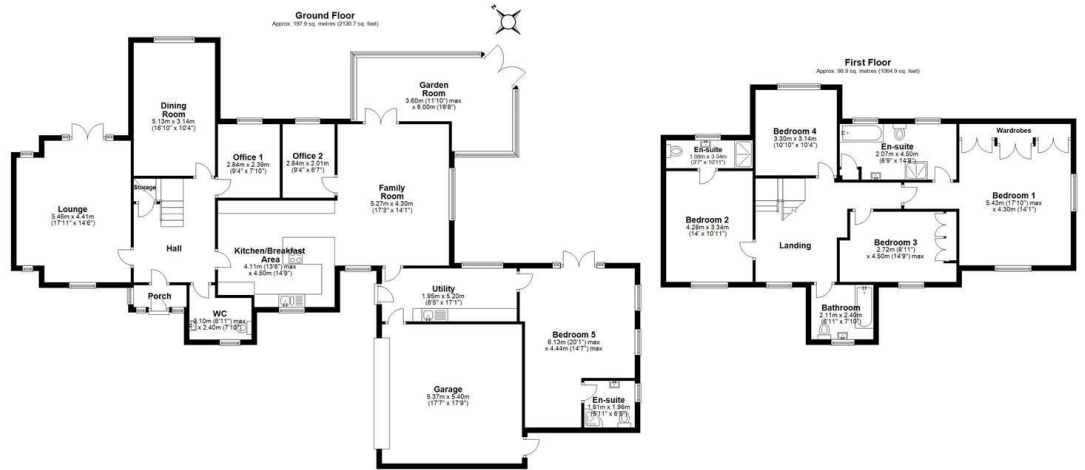 Ground Floor
Approx. 197.9 sq. metres (2130.7 sq. feet)
N
Dining
Room
5.13m x 3.14m
(16'10" x 10'4")
Garden
Room
3.60m (11'10") max
x 6.00m (19'8")
Office 1
2.84m x 2.39m
(9'4" x 7'10")
Office 2
2.84m x 2.01m
(9'4" x 6'7")
Storage
Lounge
5.46m x 4.41m
(17'11" x 14'6")
Family
Room
5.27m x 4.30m
(17'3" x 14'1")
Hall
Kitchen/Breakfast
Area
4.11m (13'6") max
x 4.50m (14'9")
Porch
WC
2.10m (6'11") max
x 2.40m (7'10")
Utility
1.95m x 5.20m
(6'5" x 17'1")
Bedroom 5
6.13m (20'1") max
x 4.44m (14'7") max
Garage
5.37m x 5.40m
(17'7" x 17'9")
En-suite
1.81m x 1.96m
(5'11" x 6'5")
First Floor
Approx. 98.9 sq. metres (1064.9 sq. feet)
Bedroom 4
3.30m x 3.14m
(10'10" x 10'4")
Wardrobes
En-suite
1.08m x 3.34m
(3'7" x 10'11")
En-suite
2.07m x 4.50m
(6'9" x 14'9")
Bedroom 1
5.43m (17'10") max
x 4.30m (14'1")
Bedroom 2
4.28m x 3.34m
(14' x 10'11")
Landing
Bedroom 3
2.72m (8'11")
x 4.50m (14'9") max
Bathroom
2.11m x 2.40m
(6'11" x 7'10")